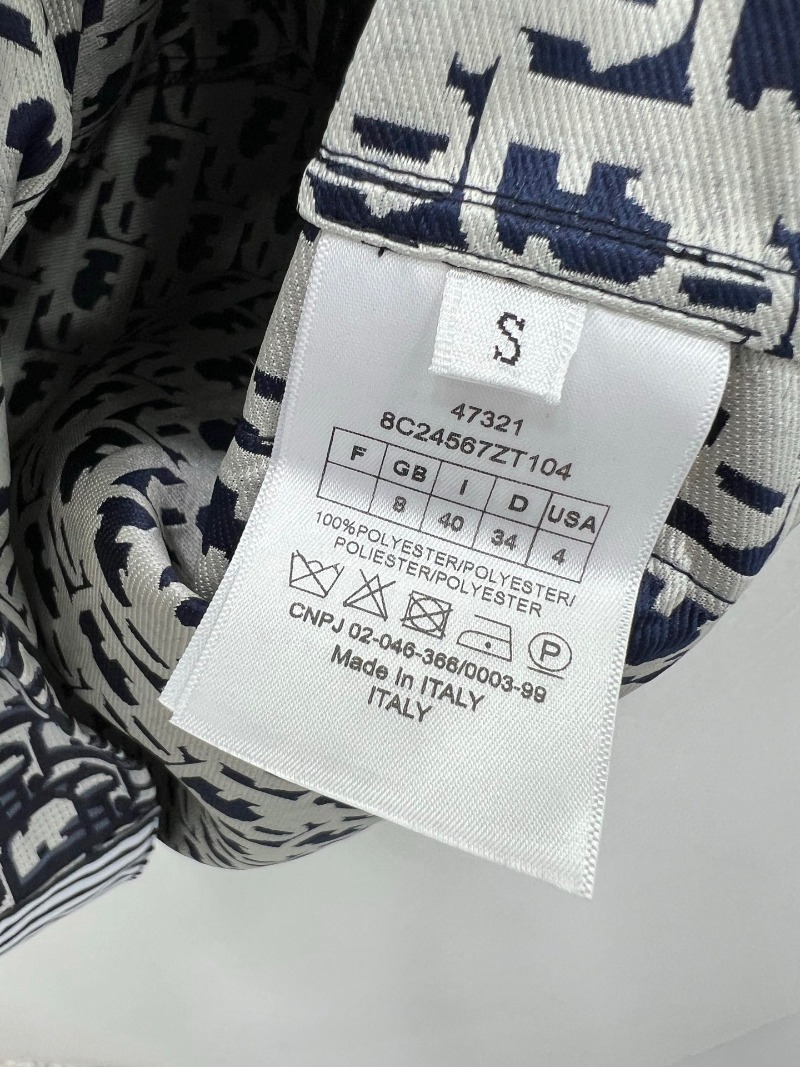 S
47321
8C24567ZT104
F GB I D USA
8 40 34 4
100%POLYESTER/POLYESTER/
POLIESTER/POLYESTER
P
CNPJ 02-046-366/0003-99
Made in ITALY
ITALY